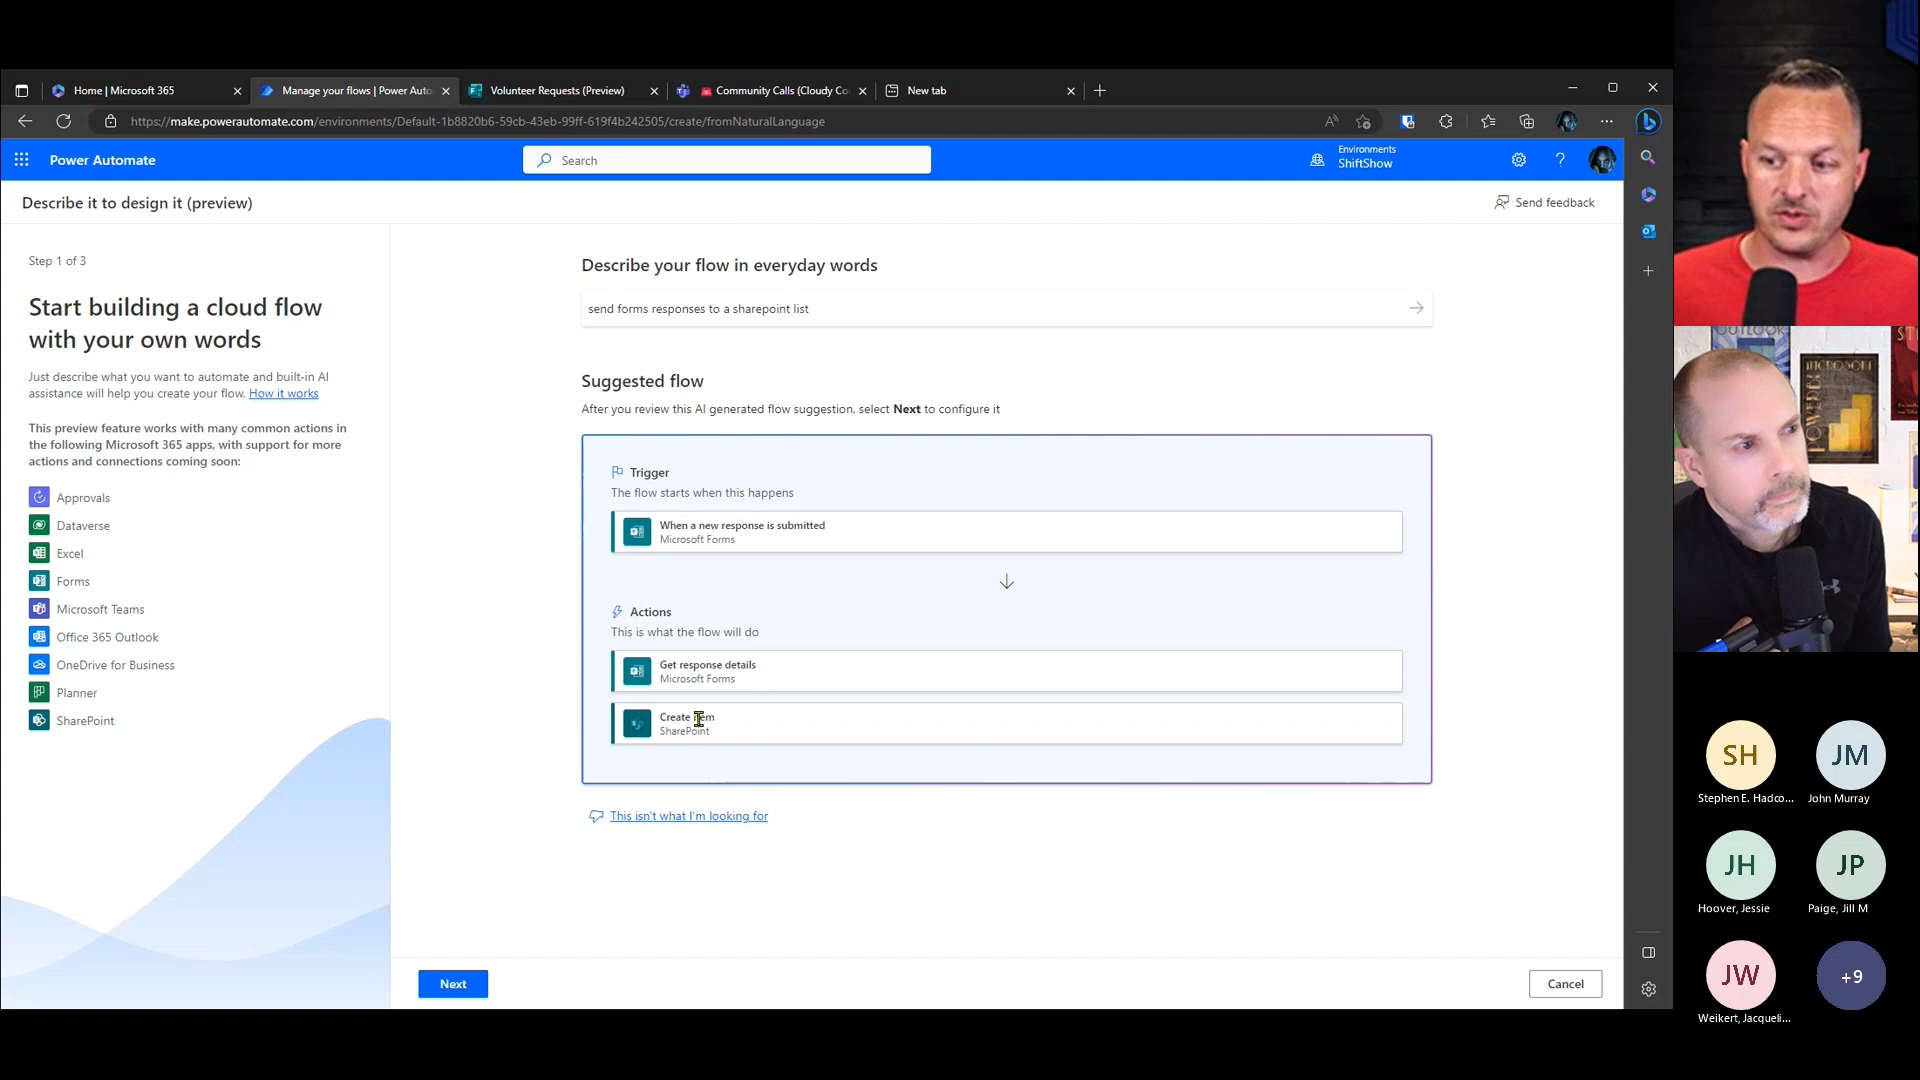 Home | Microsoft 365
Manage your flows | Power Auto
Volunteer Requests (Preview)
Community Calls (Cloudy Co
New tab
https://make.powerautomate.com/environments/Default-1b8820b6-59cb-43eb-99ff-619f4b242505/create/fromNaturalLanguage
Power Automate
Search
Environments
ShiftShow
Describe it to design it (preview)
Send feedback
Step 1 of 3
Start building a cloud flow
with your own words
Just describe what you want to automate and built-in AI
assistance will help you create your flow. How it works
This preview feature works with many common actions in
the following Microsoft 365 apps, with support for more
actions and connections coming soon:
Approvals
Dataverse
Excel
Forms
Microsoft Teams
Office 365 Outlook
OneDrive for Business
Planner
SharePoint
Describe your flow in everyday words
send forms responses to a sharepoint list
Suggested flow
After you review this AI generated flow suggestion, select Next to configure it
Trigger
The flow starts when this happens
When a new response is submitted
Microsoft Forms
Actions
This is what the flow will do
Get response details
Microsoft Forms
Create item
SharePoint
This isn't what I'm looking for
Next
Cancel
OUTLOOK
MICROSOFT
POWERBI
SH
Stephen E. Hadco...
JM
John Murray
JH
Hoover, Jessie
JP
Paige, Jill M
JW
Weikert, Jacqueli...
+9